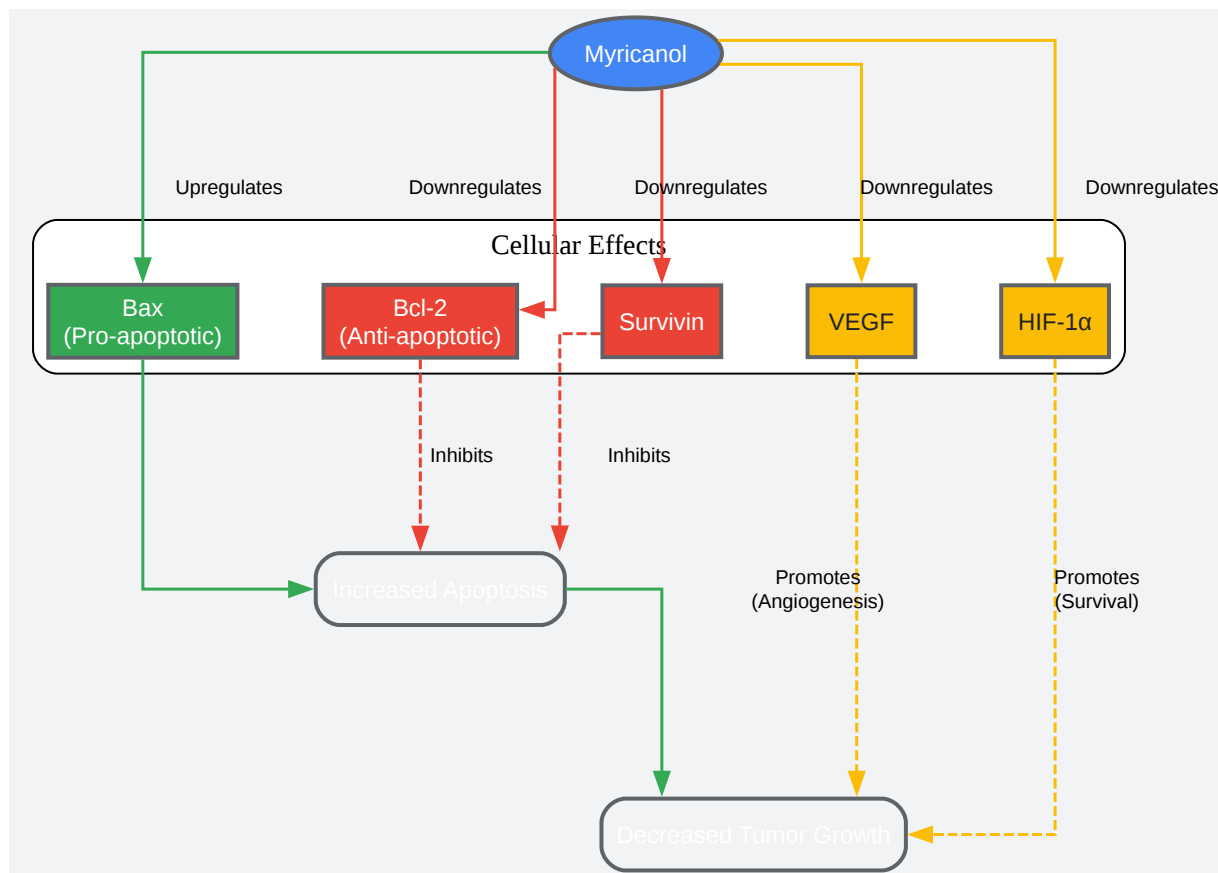 Myricanol
Upregulates
Downregulates
Downregulates
Downregulates
Downregulates
Cellular Effects
Bax
(Pro-apoptotic)
Bcl-2
(Anti-apoptotic)
Survivin
VEGF
HIF-1α
Inhibits
Inhibits
Increased Apoptosis
Promotes
(Angiogenesis)
Promotes
(Survival)
Decreased Tumor Growth